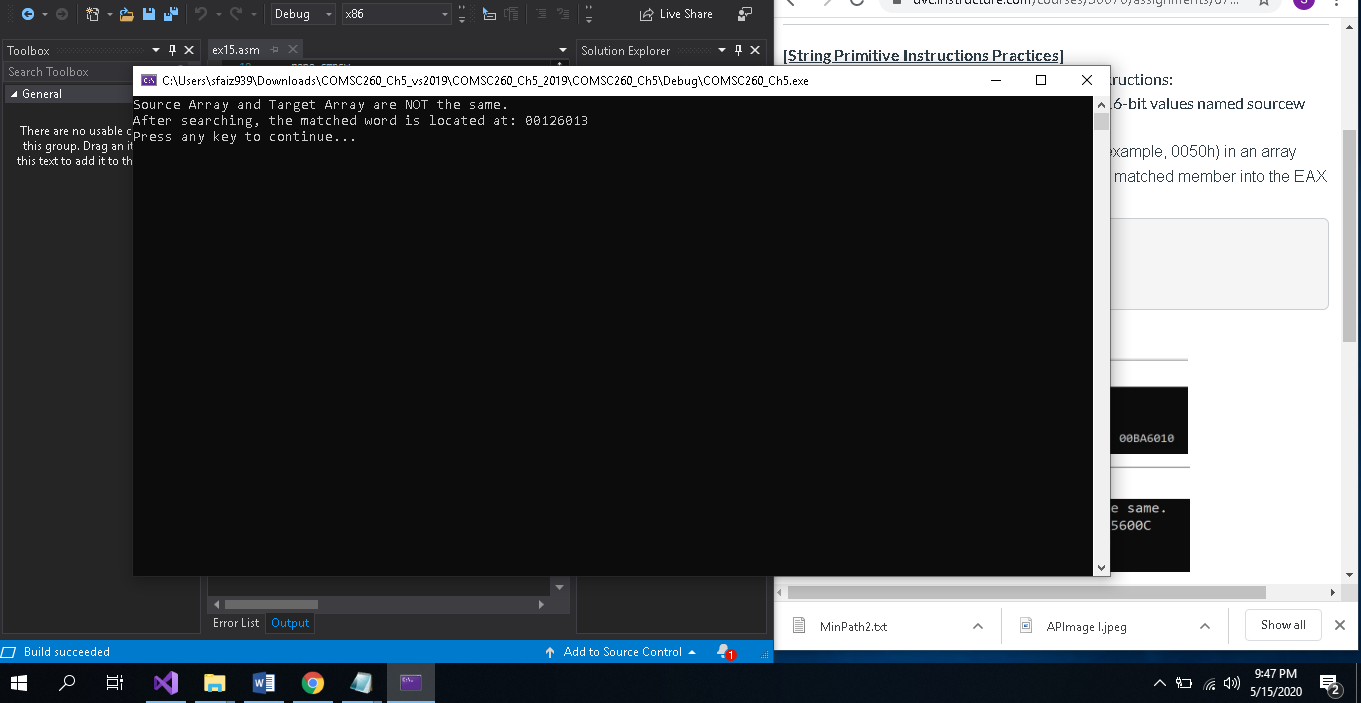 Debug
x86
Live Share
Toolbox
Search Toolbox
General
There are no usable c
this group. Drag an it
this text to add it to th
ex15.asm
Solution Explorer
C:\Users\sfaiz939\Downloads\COMSC260_Ch5_vs2019\COMSC260_Ch5_2019\COMSC260_Ch5\Debug\COMSC260_Ch5.exe
Source Array and Target Array are NOT the same.
After searching, the matched word is located at: 00126013
Press any key to continue...
[String Primitive Instructions Practices]
ructions:
6-bit values named sourcew
example, 0050h) in an array
matched member into the EAX
00BA6010
e same.
5600C
Error List
Output
Build succeeded
Add to Source Control
1
MinPath2.txt
APImage I.jpeg
Show all
9:47 PM
5/15/2020
2